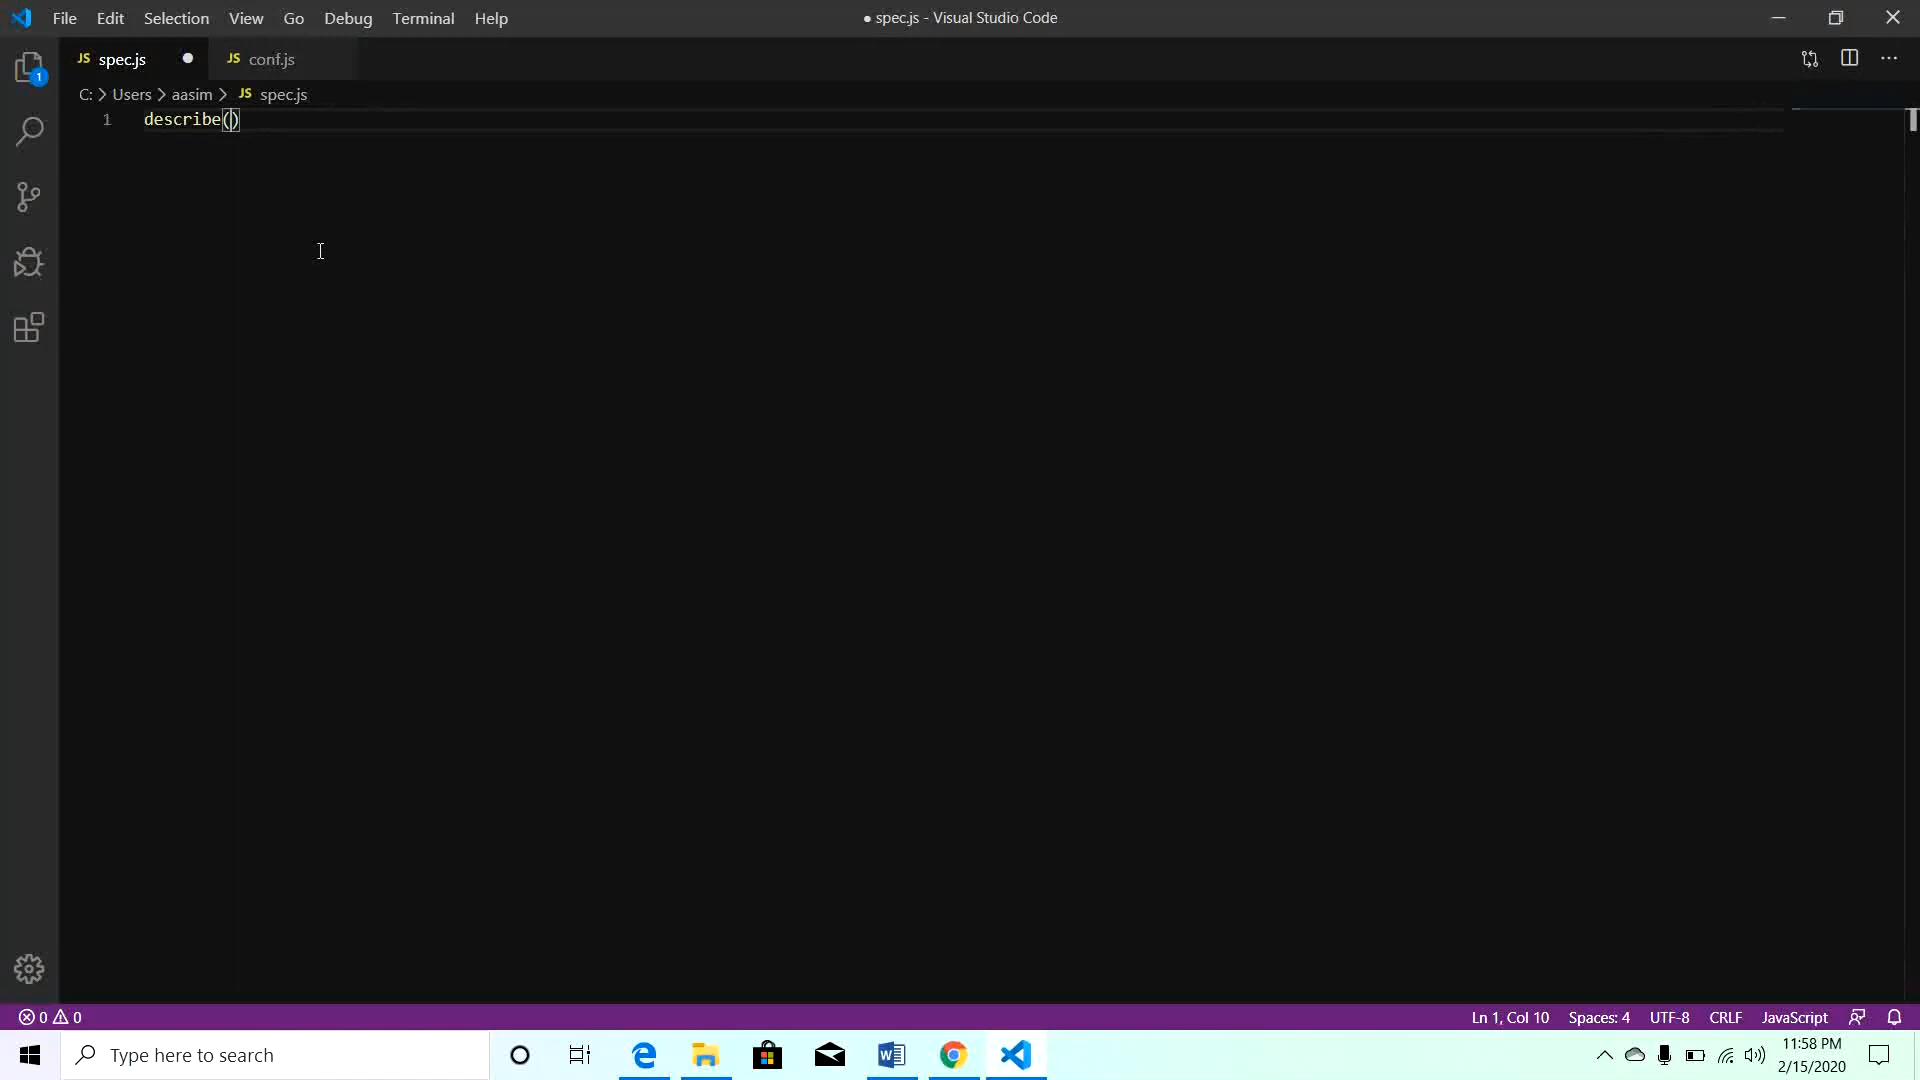 File Edit Selection View Go Debug Terminal Help
● spec.js - Visual Studio Code
JS spec.js ●
JS conf.js
1
C: > Users > aasim > JS spec.js
1 describe()
0 0
Ln 1, Col 10 Spaces: 4 UTF-8 CRLF JavaScript
Type here to search
11:58 PM
2/15/2020